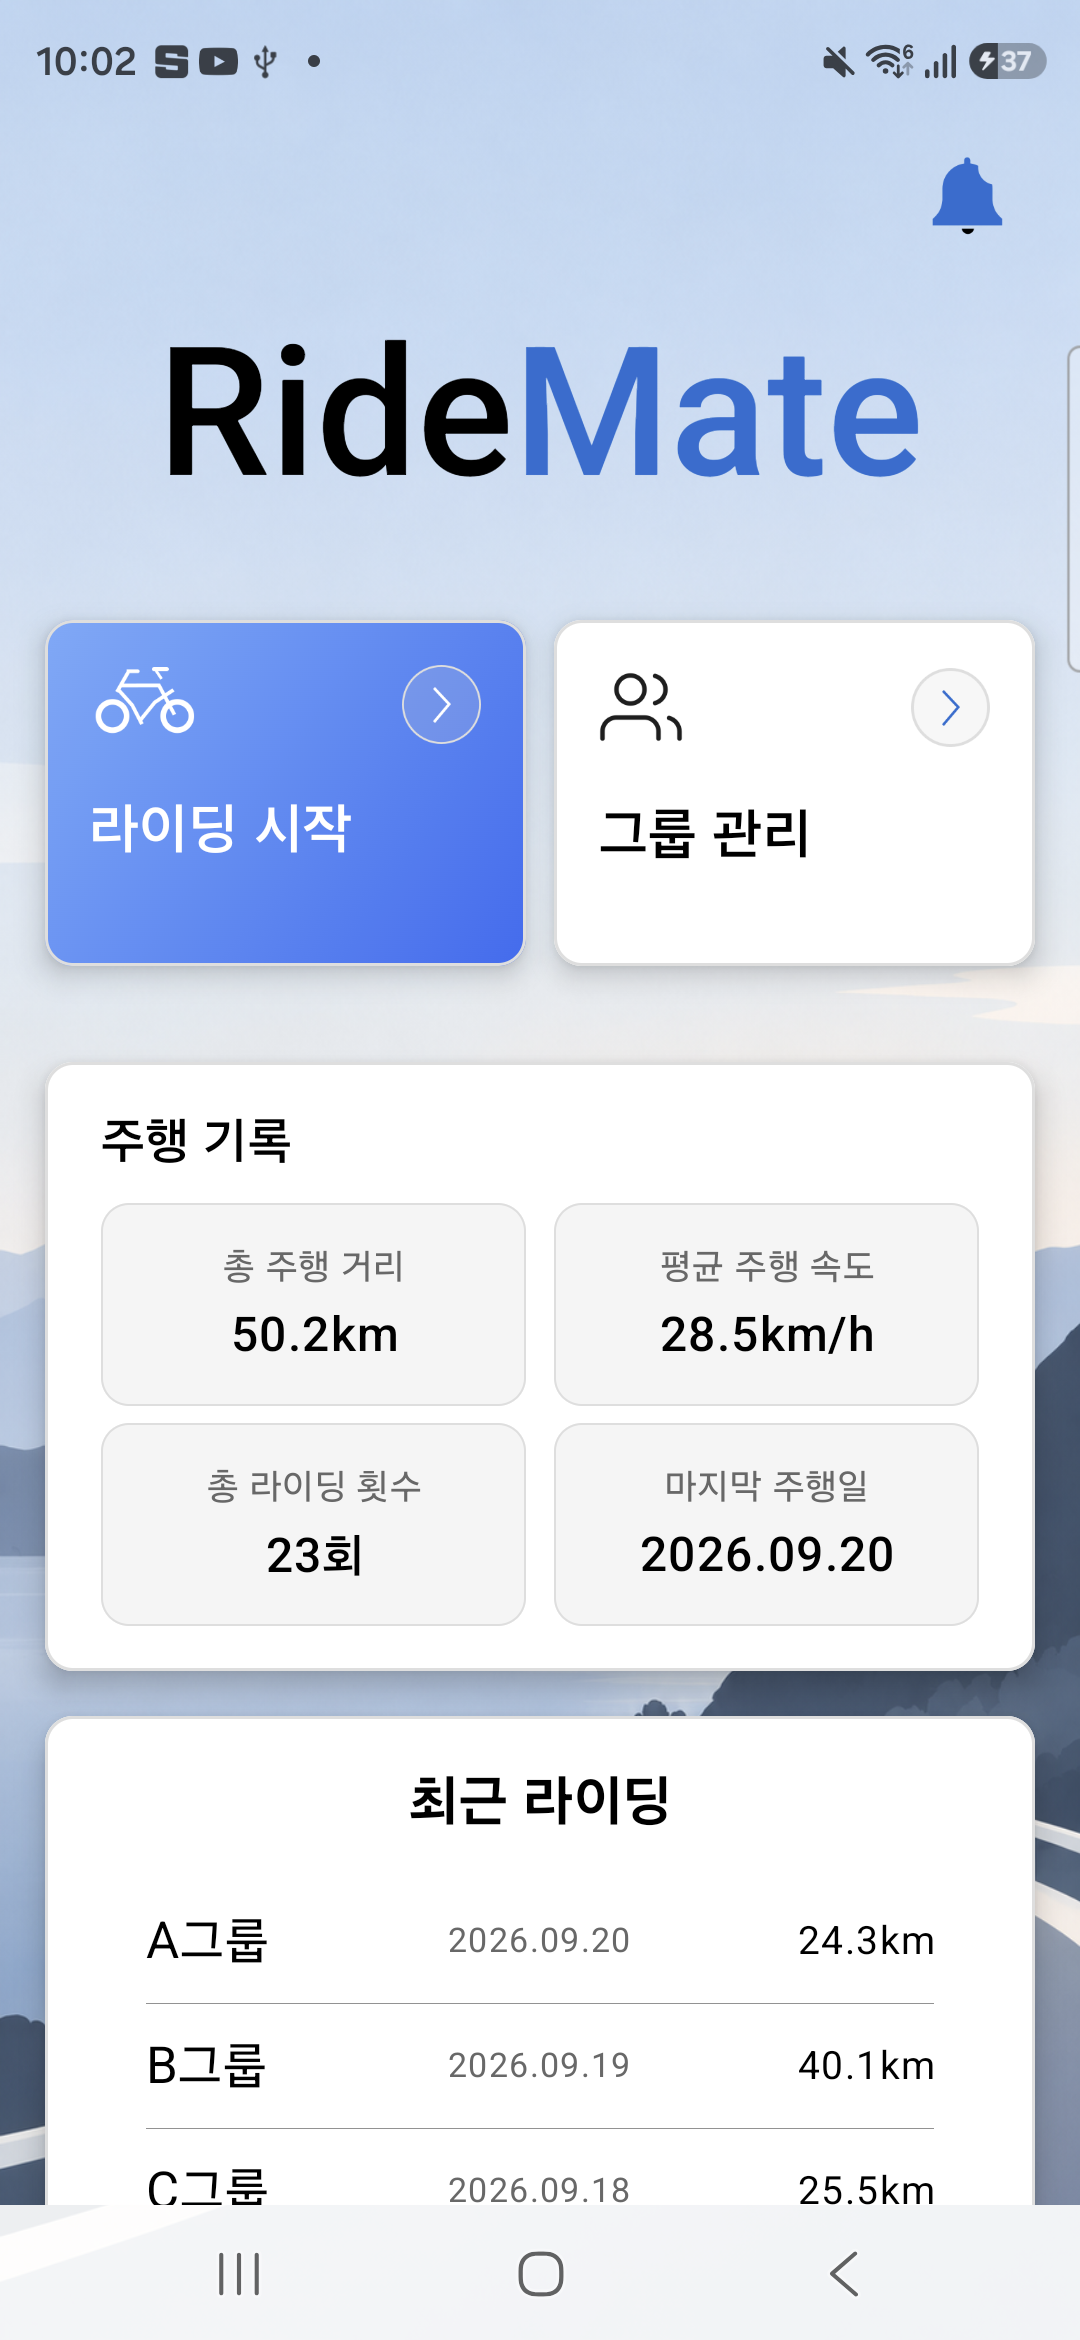 10:02
6
37
RideMate
라이딩 시작
그룹 관리
주행 기록
총 주행 거리
50.2km
평균 주행 속도
28.5km/h
총 라이딩 횟수
23회
마지막 주행일
2026.09.20
최근 라이딩
A그룹 2026.09.20 24.3km
B그룹 2026.09.19 40.1km
C그룹 2026.09.18 25.5km